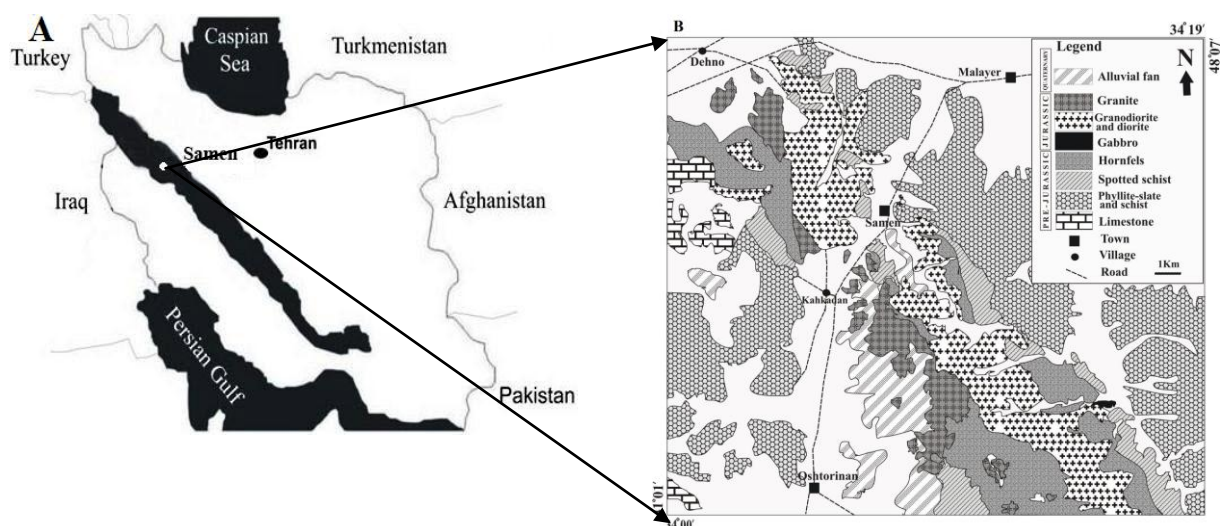 A
Turkey
Caspian
Sea
Turkmenistan
Samen
Tehran
Iraq
Afghanistan
Persian Gulf
Pakistan
B
34°19'
48°07'
Dehno
Malayer
Samen
Kahkadan
Oshtorinan
Legend
N
QUATERNARY
Alluvial fan
JURASSIC
Granite
Granodiorite
and diorite
Gabbro
PRE-JURASSIC
Hornfels
Spotted schist
Phyllite-slate
and schist
Limestone
Town
Village
Road
1Km